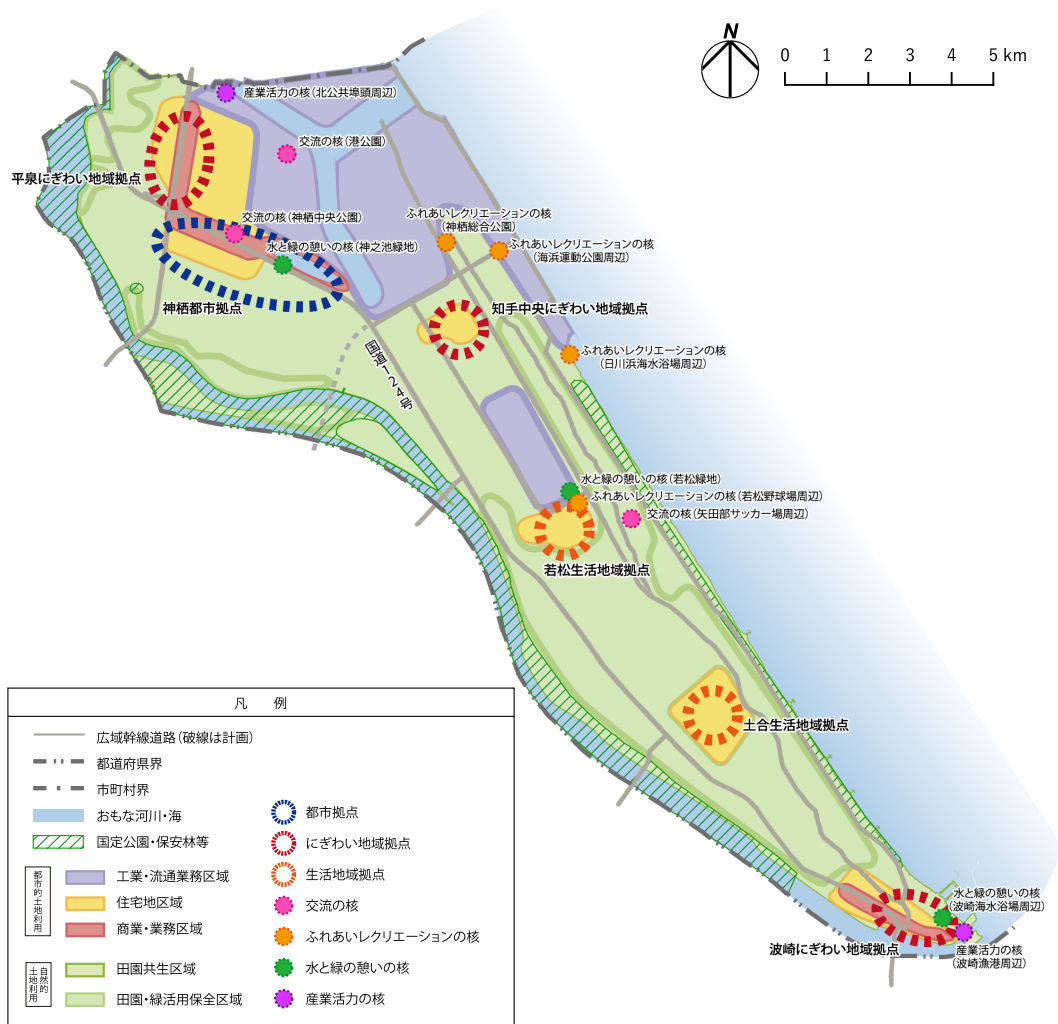 N
0 1 2 3 4 5 km
産業活力の核(北公共埠頭周辺)
交流の核(港公園)
平泉にぎわい地域拠点
交流の核(神栖中央公園)
ふれあいレクリエーションの核
(神栖総合公園)
水と緑の憩いの核(神之池緑地)
ふれあいレクリエーションの核
(海浜運動公園周辺)
神栖都市拠点
知手中央にぎわい地域拠点
国道124号
ふれあいレクリエーションの核
(日川浜海水浴場周辺)
水と緑の憩いの核(若松緑地)
ふれあいレクリエーションの核(若松野球場周辺)
交流の核(矢田部サッカー場周辺)
若松生活地域拠点
土合生活地域拠点
水と緑の憩いの核
(波崎海水浴場周辺)
波崎にぎわい地域拠点
産業活力の核
(波崎漁港周辺)
凡 例
広域幹線道路(破線は計画)
都道府県界
市町村界
おもな河川・海
国定公園・保安林等
都市的土地利用
工業・流通業務区域
住宅地区域
商業・業務区域
自然的
土地利用
田園共生区域
田園・緑活用保全区域
都市拠点
にぎわい地域拠点
生活地域拠点
交流の核
ふれあいレクリエーションの核
水と緑の憩いの核
産業活力の核